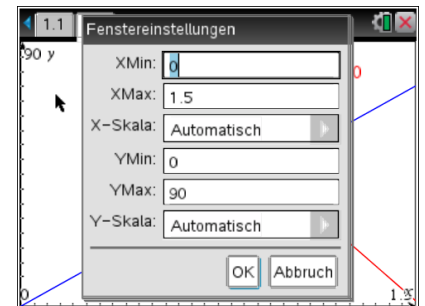 1.1
Fenstereinstellungen
90 y
XMin: 0
0
XMax: 1.5
X-Skala: Automatisch
YMin: 0
YMax: 90
Y-Skala: Automatisch
OK Abbruch
0
1.5